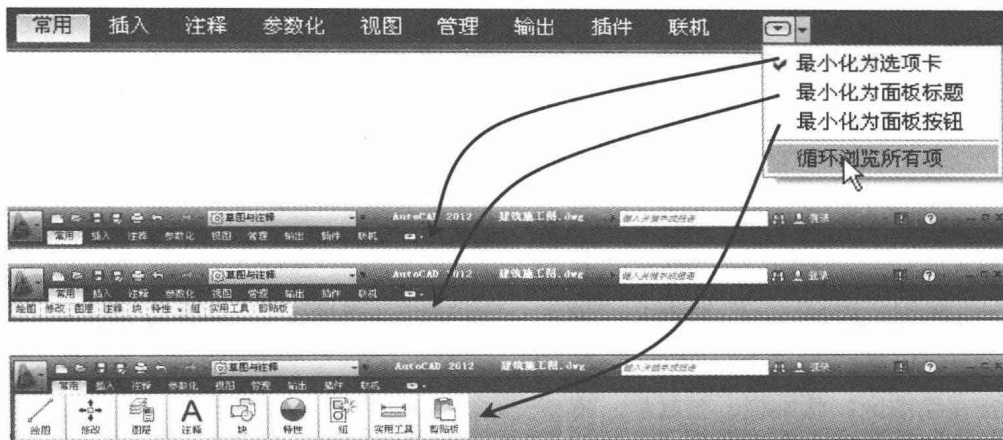 常用 插入 注释 参数化 视图 管理 输出 插件 联机
最小化为选项卡
最小化为面板标题
最小化为面板按钮
循环浏览所有项
草图与注释 AutoCAD 2012 建筑施工图.dwg 键入关键字或短语 登录
常用 插入 注释 参数化 视图 管理 输出 插件 联机
草图与注释 AutoCAD 2012 建筑施工图.dwg 键入关键字或短语 登录
常用 插入 注释 参数化 视图 管理 输出 插件 联机
绘图 修改 图层 注释 块 特性 组 实用工具 剪贴板
草图与注释 AutoCAD 2012 建筑施工图.dwg 键入关键字或短语 登录
常用 插入 注释 参数化 视图 管理 输出 插件 联机
绘图 修改 图层 注释 块 特性 组 实用工具 剪贴板